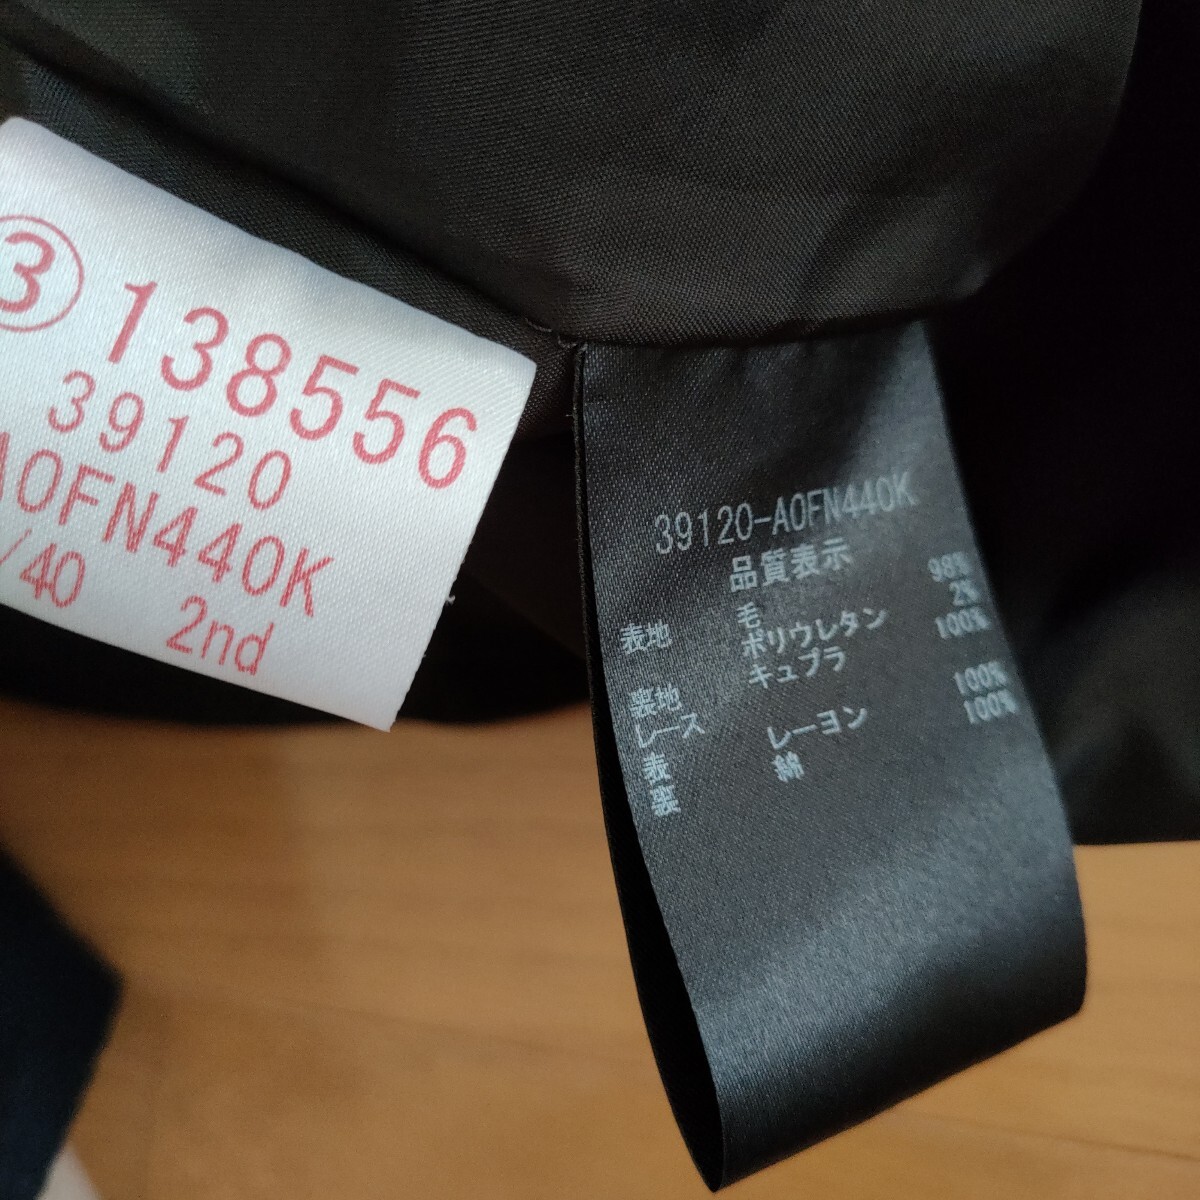 ③ 138556
39120
A0FN440K
/40 2nd
39120-A0FN440K
品質表示
表地 毛 98%
ポリウレタン 2%
裏地 キュプラ 100%
レース
表 レーヨン 100%
裏 綿 100%